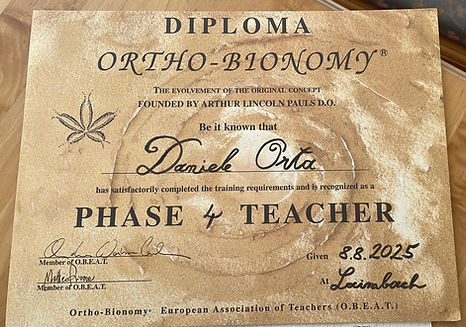 DIPLOMA
ORTHO-BIONOMY®
THE EVOLVEMENT OF THE ORIGINAL CONCEPT
FOUNDED BY ARTHUR LINCOLN PAULS D.O.
Be it known that
Daniele Orta
has satisfactorily completed the training requirements and is recognized as a
PHASE 4 TEACHER
Member of O.B.E.A.T.
Given 8.8.2025
Member of O.B.E.A.T.
At
Ortho-Bionomy® European Association of Teachers (O.B.E.A.T.)